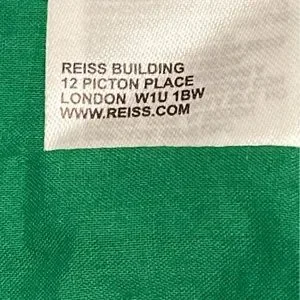 REISS BUILDING
12 PICTON PLACE
LONDON W1U 1BW
WWW.REISS.COM